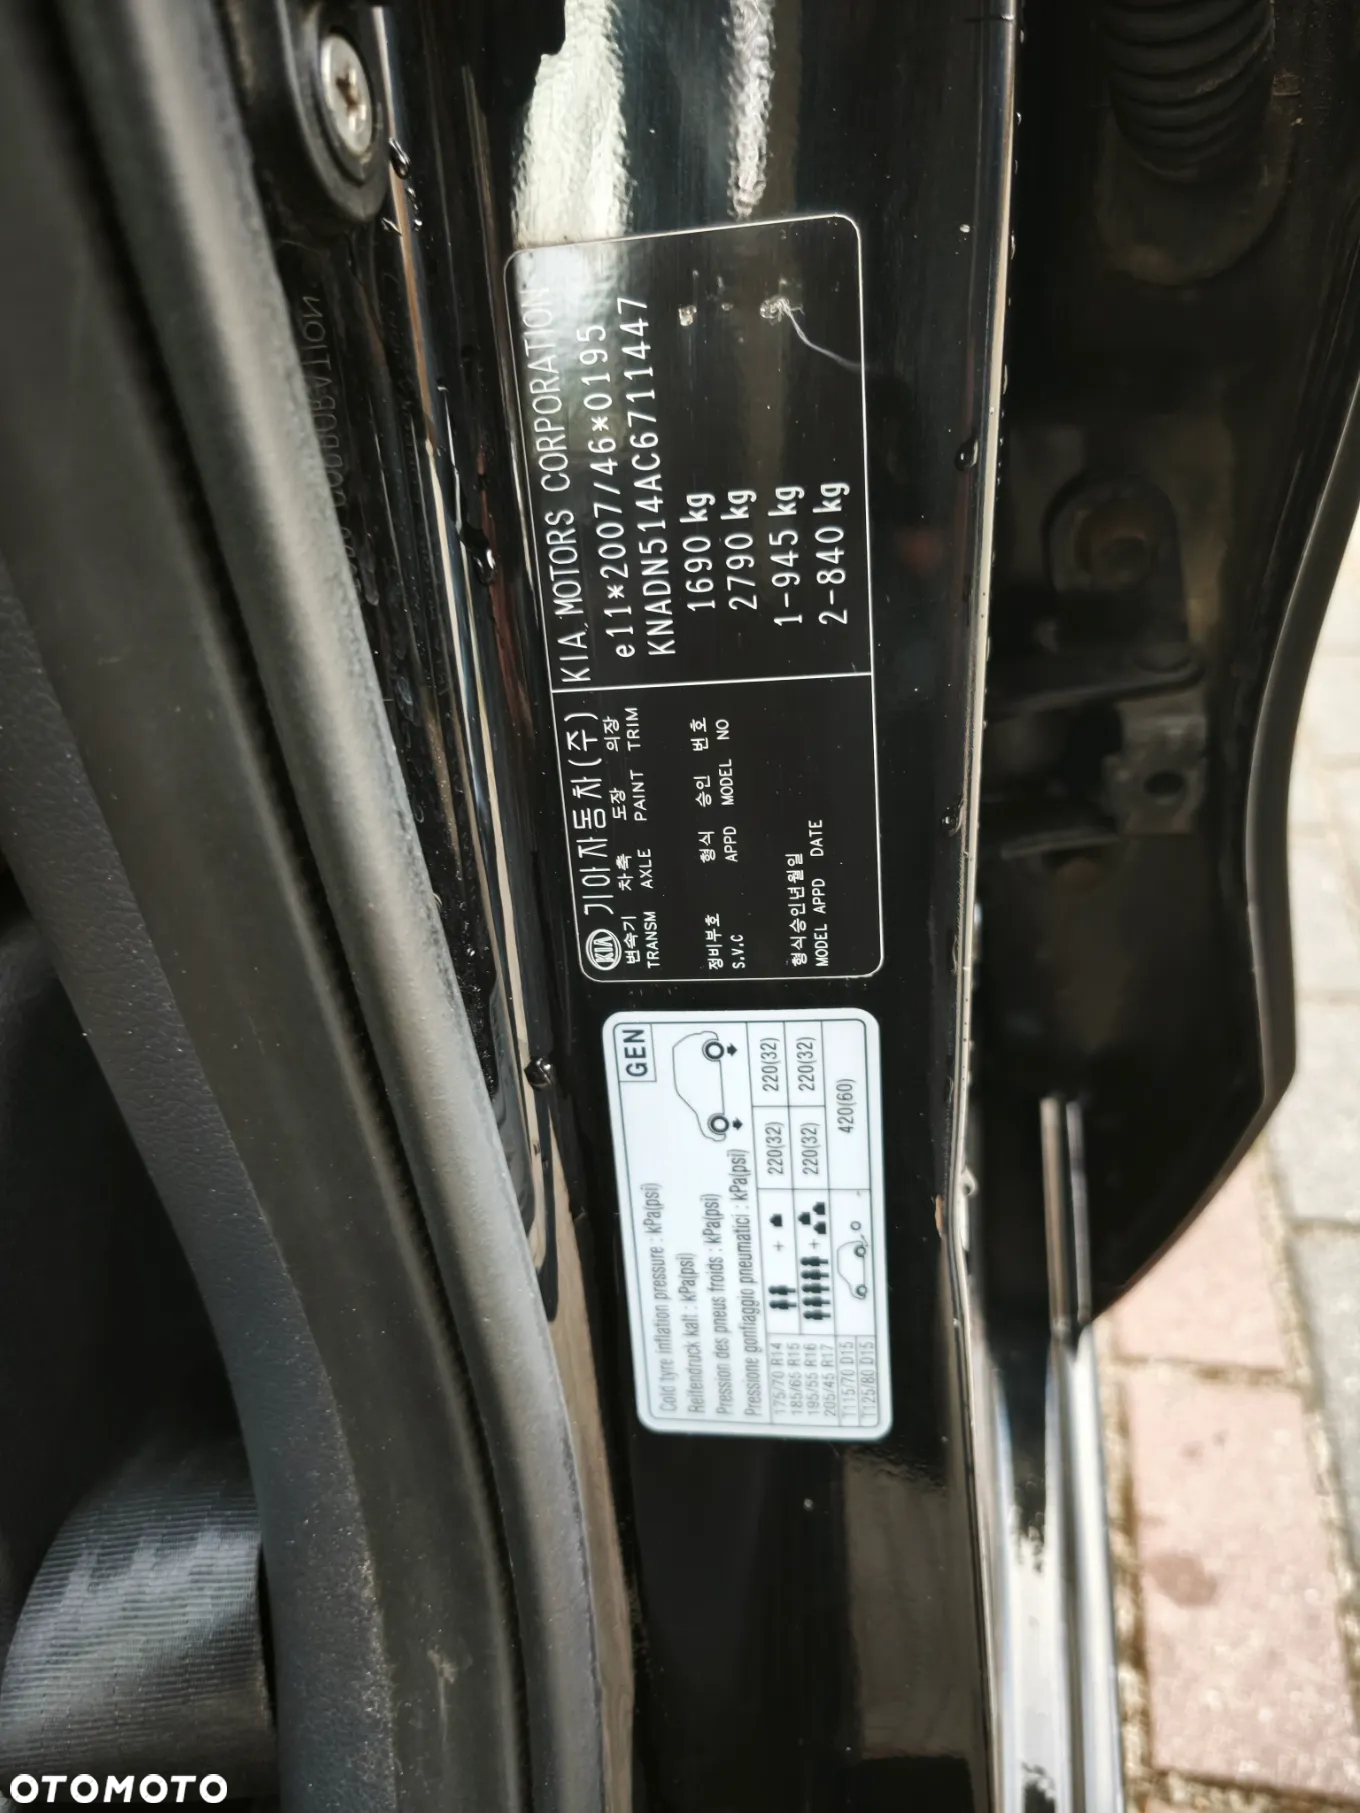 KIA 기아자동차(주) KIA MOTORS CORPORATION
변속기 차축 도장 의장
TRANSM AXLE PAINT TRIM
e11*2007/46*0195
KNADN514AC6711447
정비부호 형식 승인 번호
S.V.C APPD MODEL NO
1690 kg
2790 kg
형식승인년월일
MODEL APPD DATE
1-945 kg
2-840 kg
GEN
Cold tyre inflation pressure : kPa(psi)
Reifendruck kalt : kPa(psi)
Pression des pneus froids : kPa(psi)
Pressione gonfiaggio pneumatici : kPa(psi)
175/70 R14 + 220(32) 220(32)
185/65 R15
195/55 R16 + 220(32) 220(32)
205/45 R17
T115/70 D15 420(60)
T125/80 D15
OTOMOTO